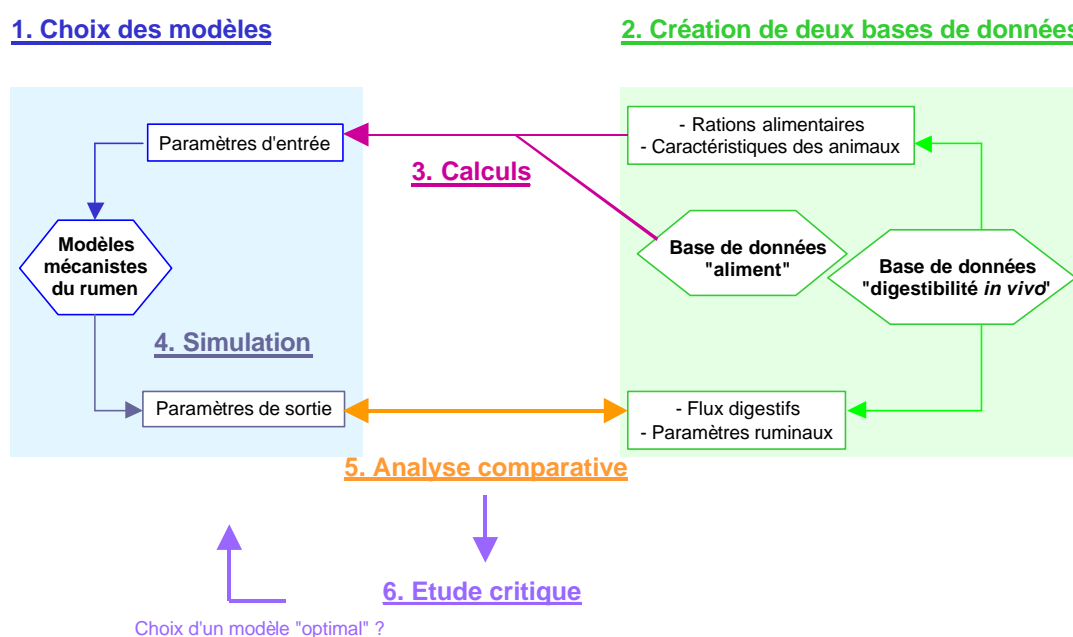 1. Choix des modèles
2. Création de deux bases de données
Paramètres d'entrée
- Rations alimentaires
- Caractéristiques des animaux
3. Calculs
Modèles
mécanistes
du rumen
Base de données
"aliment"
Base de données
"digestibilité in vivo"
4. Simulation
Paramètres de sortie
- Flux digestifs
- Paramètres ruminaux
5. Analyse comparative
6. Etude critique
Choix d'un modèle "optimal" ?